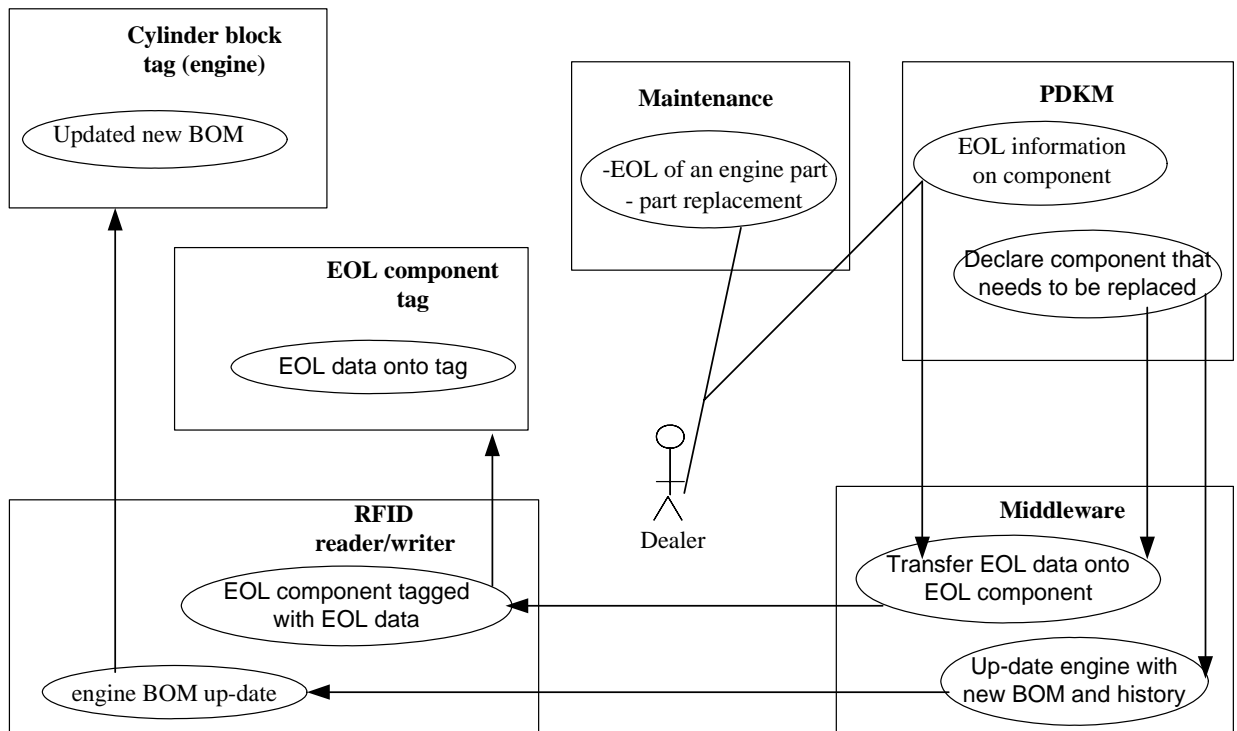 Cylinder block
tag (engine)
Updated new BOM
Maintenance
-EOL of an engine part
- part replacement
PDKM
EOL information
on component
Declare component that
needs to be replaced
EOL component
tag
EOL data onto tag
Dealer
RFID
reader/writer
EOL component tagged
with EOL data
engine BOM up-date
Middleware
Transfer EOL data onto
EOL component
Up-date engine with
new BOM and history